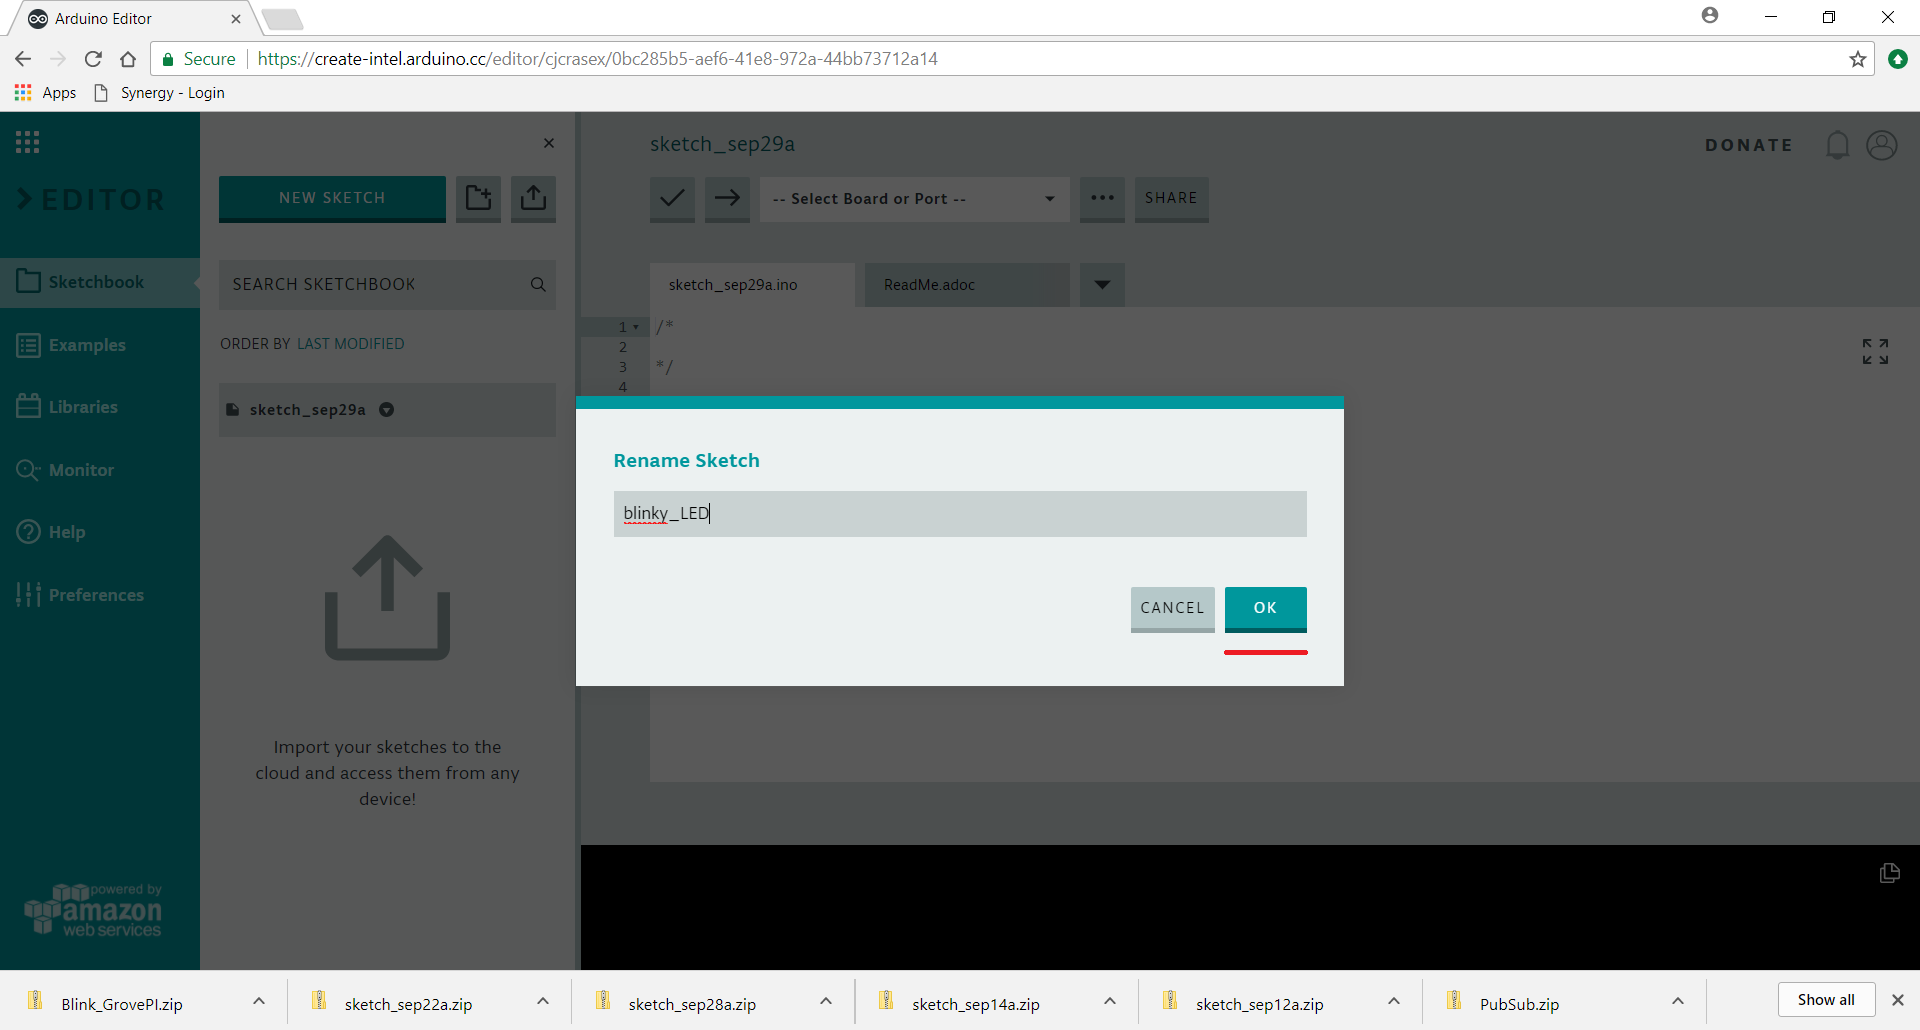 Arduino Editor
Secure https://create-intel.arduino.cc/editor/cjcrasex/0bc285b5-aef6-41e8-972a-44bb73712a14
Apps Synergy - Login
EDITOR
Sketchbook
Examples
Libraries
Monitor
Help
Preferences
powered by
amazon
web services
NEW SKETCH
SEARCH SKETCHBOOK
ORDER BY LAST MODIFIED
sketch_sep29a
Import your sketches to the
cloud and access them from any
device!
sketch_sep29a
DONATE
-- Select Board or Port --
SHARE
sketch_sep29a.ino ReadMe.adoc
1 /*
2
3 */
4
Rename Sketch
blinky_LED
CANCEL OK
Blink_GrovePI.zip sketch_sep22a.zip sketch_sep28a.zip sketch_sep14a.zip sketch_sep12a.zip PubSub.zip Show all